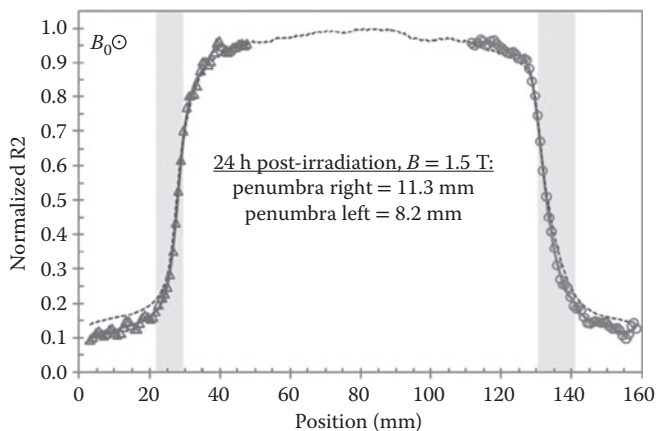 1.0
0.9
0.8
0.7
0.6
0.5
0.4
0.3
0.2
0.1
0.0
Normalized R2
B₀⊙
24 h post-irradiation, B = 1.5 T:
penumbra right = 11.3 mm
penumbra left = 8.2 mm
0 20 40 60 80 100 120 140 160
Position (mm)